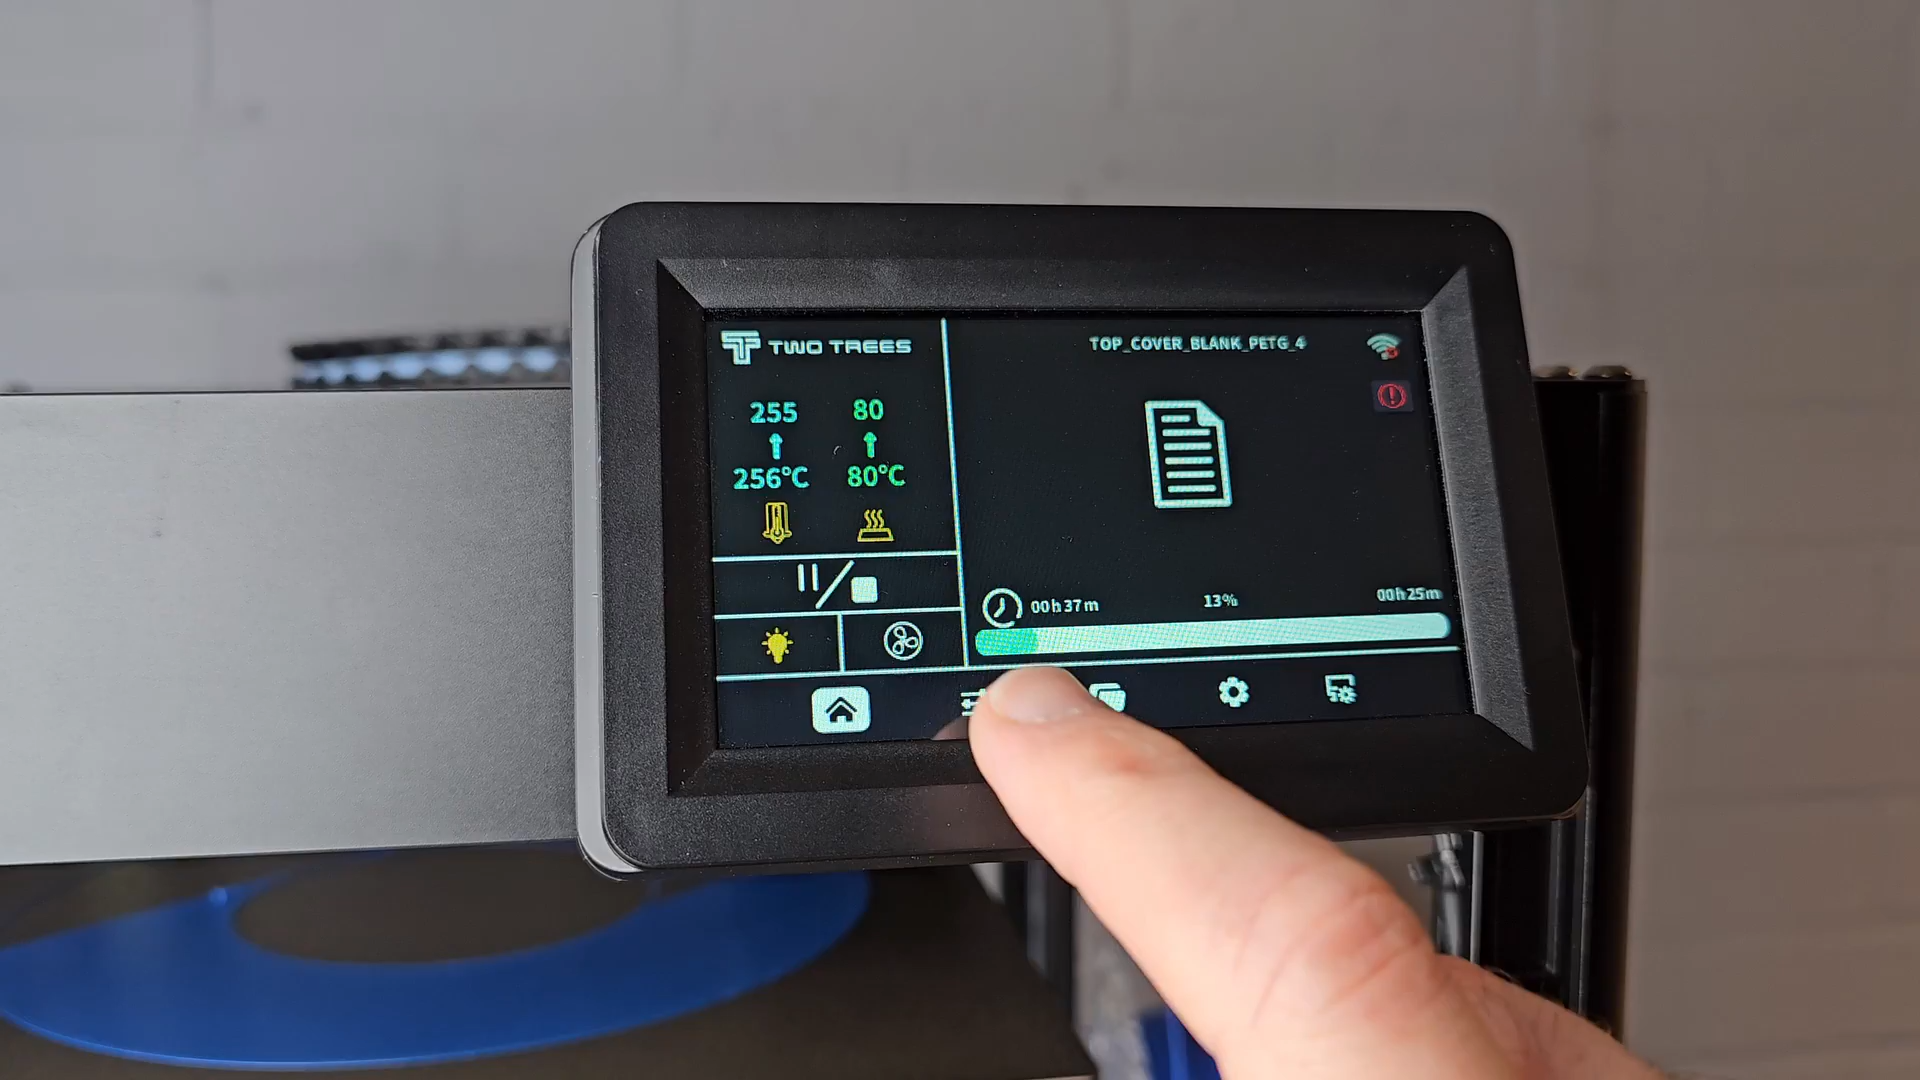 TWO TREES
255 80
256°C 80°C
TOP_COVER_BLANK_PETG_4
00h37m 13% 00h25m